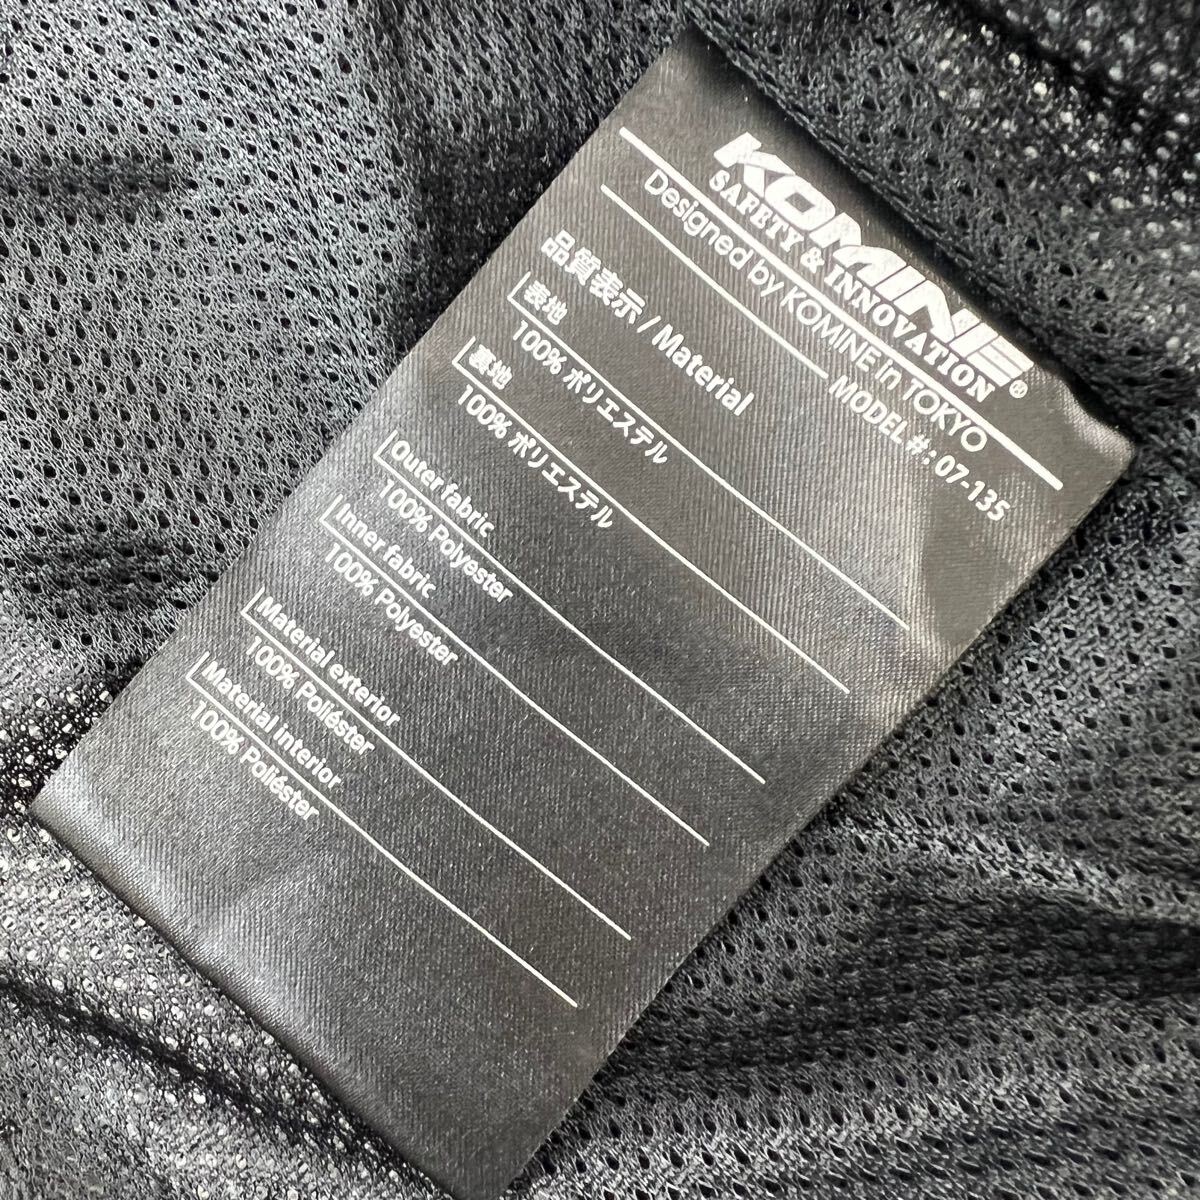 KOMINE®
SAFETY & INNOVATION
Designed by KOMINE in TOKYO
MODEL #: 07-135
品質表示 / Material
表地
100% ポリエステル
裏地
100% ポリエステル
Outer fabric
100% Polyester
Inner fabric
100% Polyester
Material exterior
100% Poliéster
Material interior
100% Poliéster